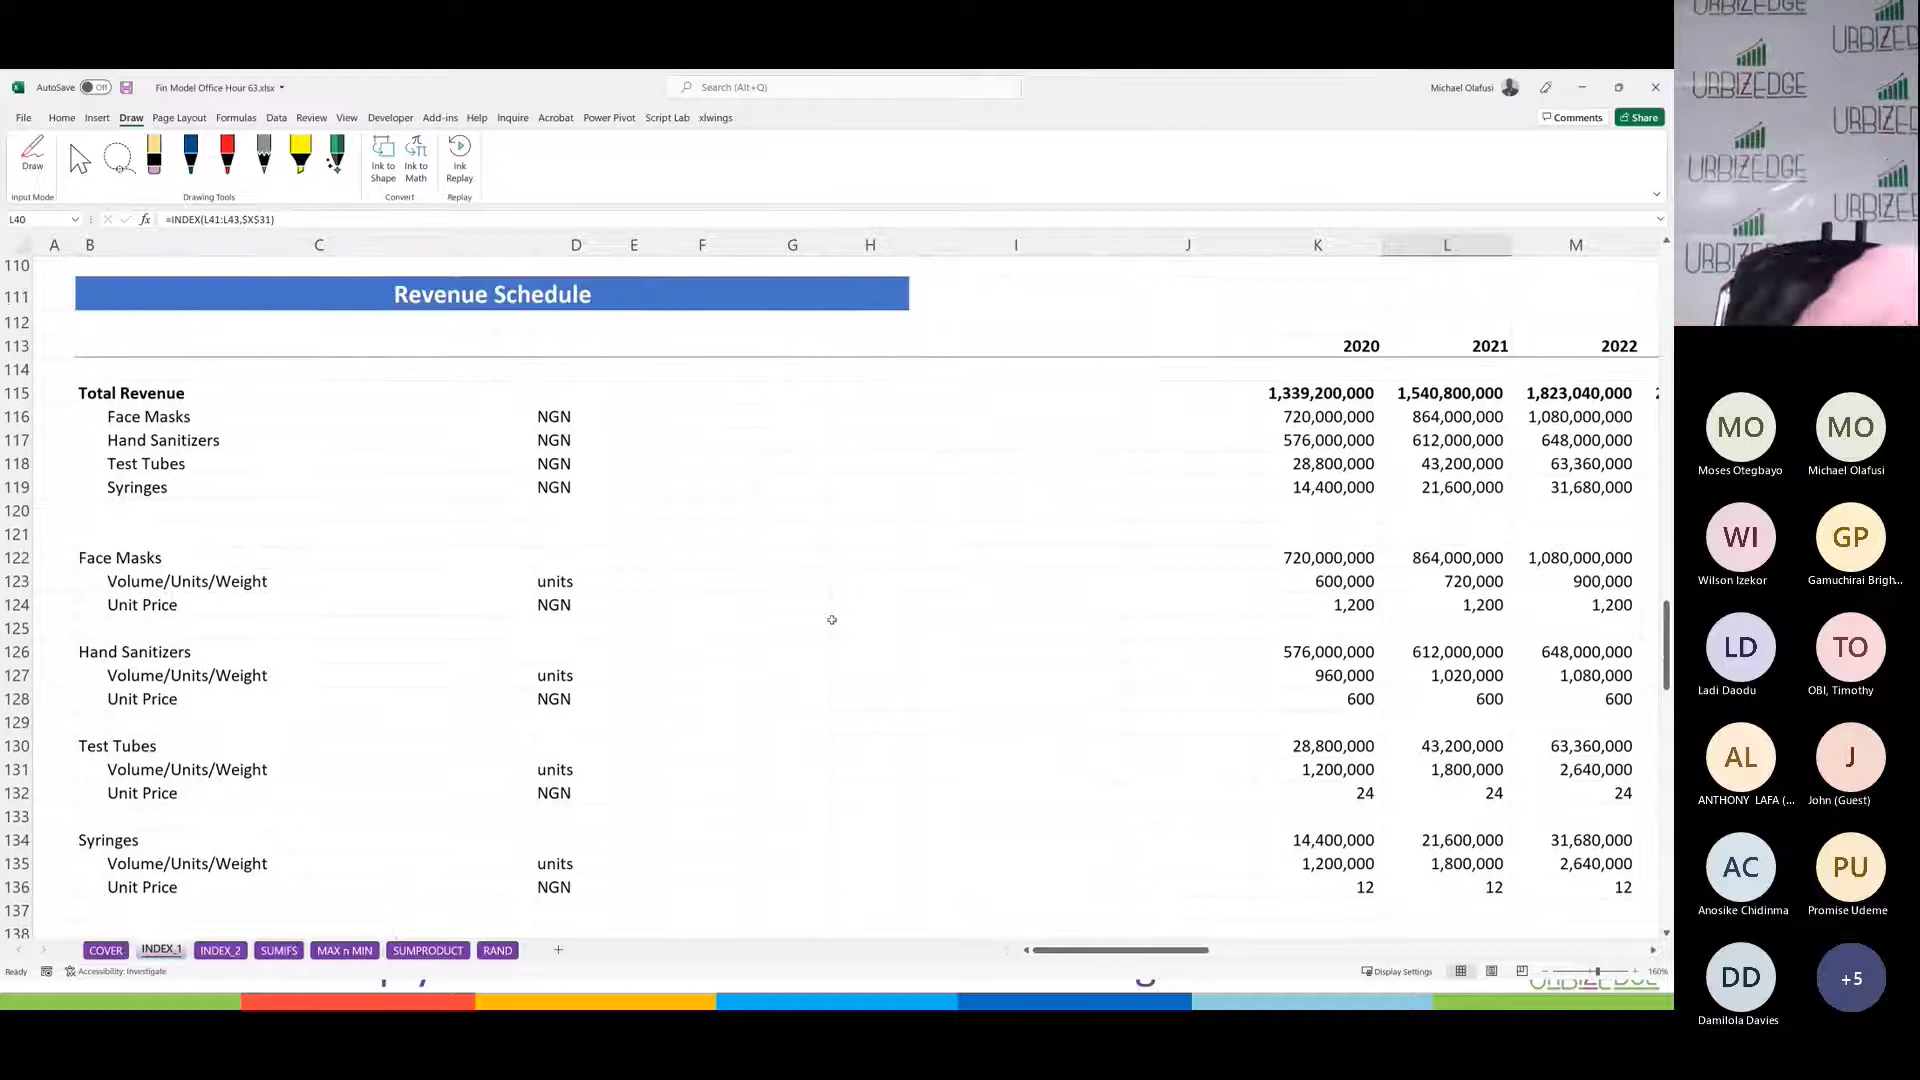 AutoSave Off Fin Model Office Hour 63.xlsx Search (Alt+Q) Michael Olafusi
File Home Insert Draw Page Layout Formulas Data Review View Developer Add-ins Help Inquire Acrobat Power Pivot Script Lab xlwings Comments Share
Draw Ink to Shape Ink to Math Ink Replay
Input Mode Drawing Tools Convert Replay
L40 fx =INDEX(L41:L43,$X$31)
A B C D E F G H I J K L M
110
111 Revenue Schedule
112
113 2020 2021 2022
114
115 Total Revenue 1,339,200,000 1,540,800,000 1,823,040,000
116 Face Masks NGN 720,000,000 864,000,000 1,080,000,000
117 Hand Sanitizers NGN 576,000,000 612,000,000 648,000,000
118 Test Tubes NGN 28,800,000 43,200,000 63,360,000
119 Syringes NGN 14,400,000 21,600,000 31,680,000
120
121
122 Face Masks 720,000,000 864,000,000 1,080,000,000
123 Volume/Units/Weight units 600,000 720,000 900,000
124 Unit Price NGN 1,200 1,200 1,200
125
126 Hand Sanitizers 576,000,000 612,000,000 648,000,000
127 Volume/Units/Weight units 960,000 1,020,000 1,080,000
128 Unit Price NGN 600 600 600
129
130 Test Tubes 28,800,000 43,200,000 63,360,000
131 Volume/Units/Weight units 1,200,000 1,800,000 2,640,000
132 Unit Price NGN 24 24 24
133
134 Syringes 14,400,000 21,600,000 31,680,000
135 Volume/Units/Weight units 1,200,000 1,800,000 2,640,000
136 Unit Price NGN 12 12 12
137
138
COVER INDEX_1 INDEX_2 SUMIFS MAX n MIN SUMPRODUCT RAND
Ready Accessibility: Investigate Display Settings 160%
URBIZEDGE
URBIZEDGE
URBIZEDGE
MO MO
Moses Otegbayo Michael Olafusi
WI GP
Wilson Izekor Gamuchirai Brigh...
LD TO
Ladi Daodu OBI, Timothy
AL J
ANTHONY LAFA (... John (Guest)
AC PU
Anosike Chidinma Promise Udeme
DD +5
Damilola Davies